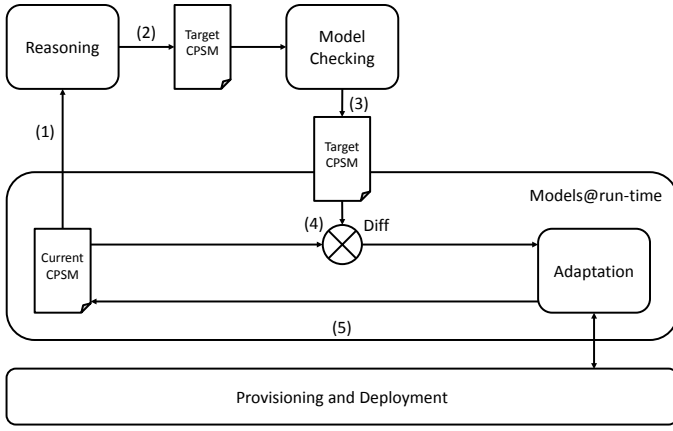 Reasoning
(2)
Target
CPSM
Model
Checking
(1)
(3)
Target
CPSM
Models@run-time
(4)
Diff
Current
CPSM
Adaptation
(5)
Provisioning and Deployment